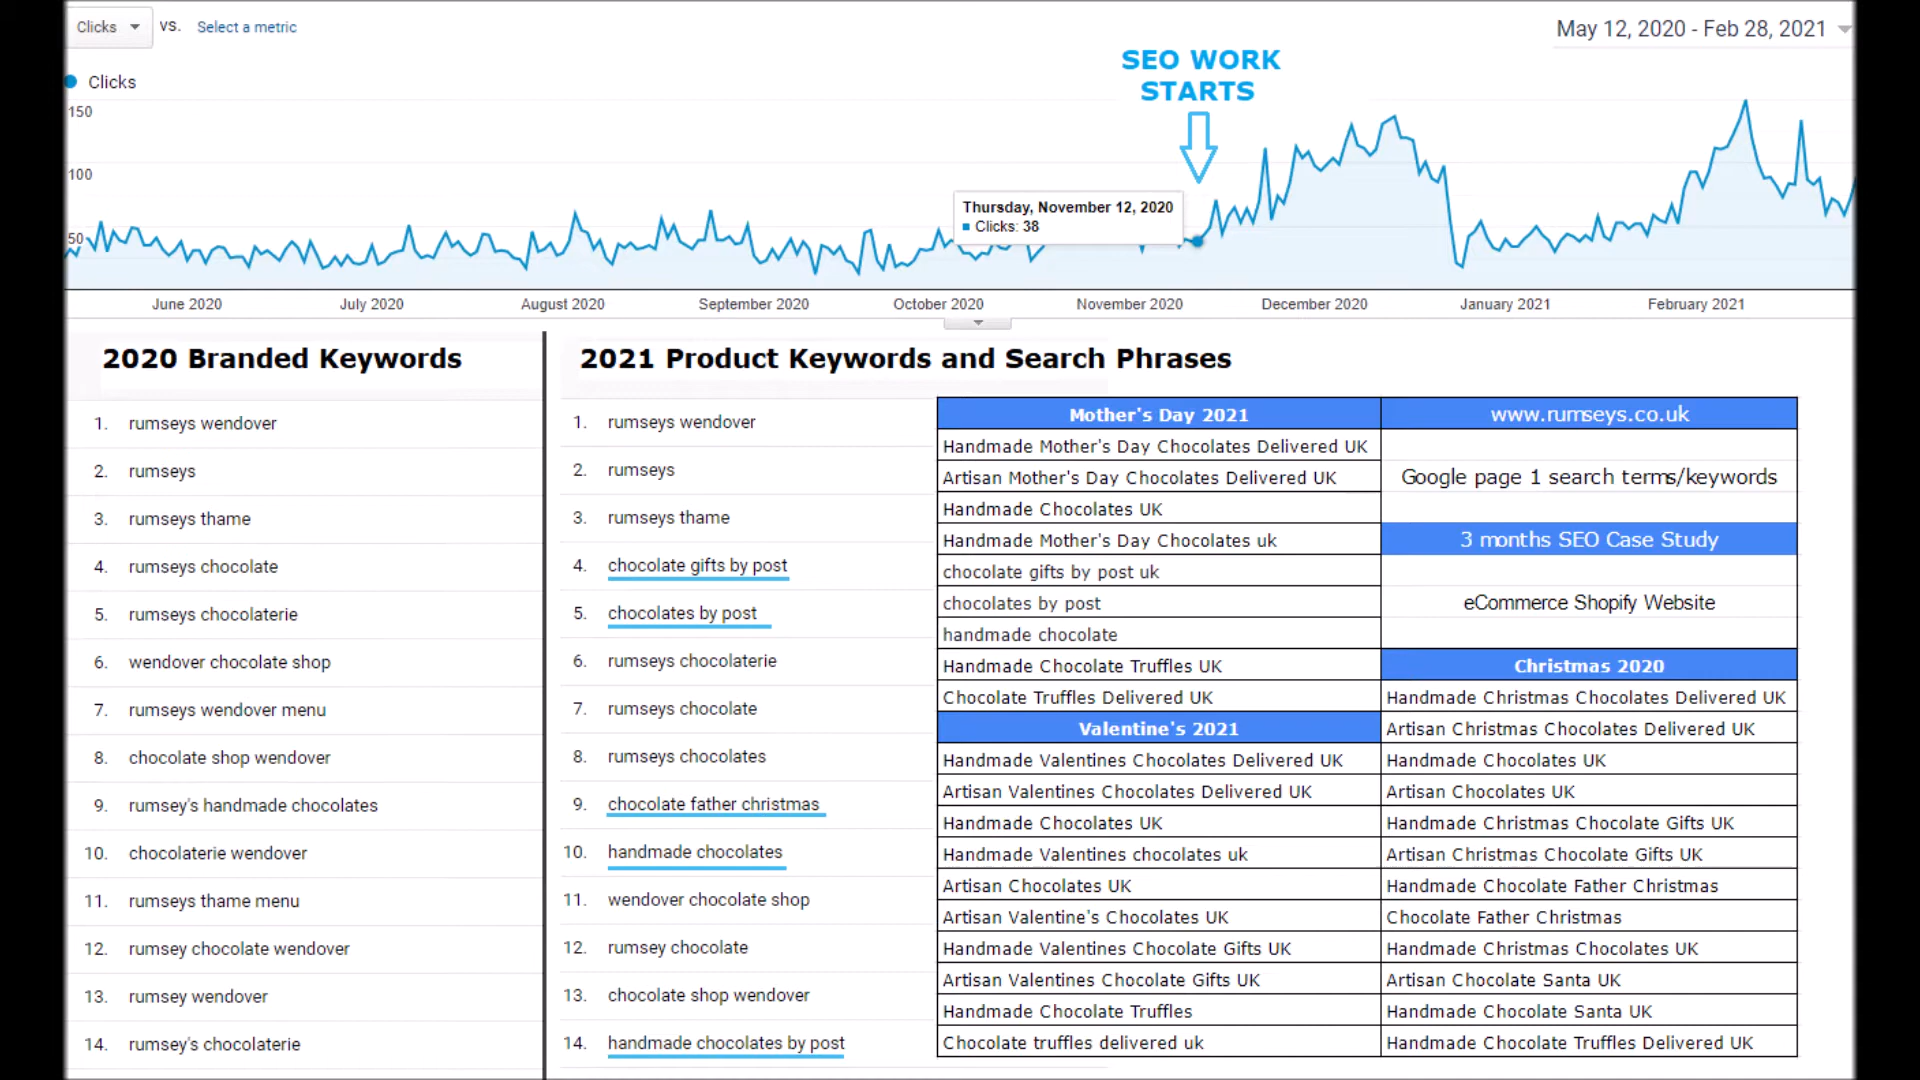 Clicks vs. Select a metric
May 12, 2020 - Feb 28, 2021
Clicks
SEO WORK
STARTS
150
100
50
Thursday, November 12, 2020
Clicks: 38
June 2020 July 2020 August 2020 September 2020 October 2020 November 2020 December 2020 January 2021 February 2021
2020 Branded Keywords
1. rumseys wendover
2. rumseys
3. rumseys thame
4. rumseys chocolate
5. rumseys chocolaterie
6. wendover chocolate shop
7. rumseys wendover menu
8. chocolate shop wendover
9. rumsey's handmade chocolates
10. chocolaterie wendover
11. rumseys thame menu
12. rumsey chocolate wendover
13. rumsey wendover
14. rumsey's chocolaterie
2021 Product Keywords and Search Phrases
1. rumseys wendover
2. rumseys
3. rumseys thame
4. chocolate gifts by post
5. chocolates by post
6. rumseys chocolaterie
7. rumseys chocolate
8. rumseys chocolates
9. chocolate father christmas
10. handmade chocolates
11. wendover chocolate shop
12. rumsey chocolate
13. chocolate shop wendover
14. handmade chocolates by post
Mother's Day 2021
Handmade Mother's Day Chocolates Delivered UK
Artisan Mother's Day Chocolates Delivered UK
Handmade Chocolates UK
Handmade Mother's Day Chocolates uk
chocolate gifts by post uk
chocolates by post
handmade chocolate
Handmade Chocolate Truffles UK
Chocolate Truffles Delivered UK
Valentine's 2021
Handmade Valentines Chocolates Delivered UK
Artisan Valentines Chocolates Delivered UK
Handmade Chocolates UK
Handmade Valentines chocolates uk
Artisan Chocolates UK
Artisan Valentine's Chocolates UK
Handmade Valentines Chocolate Gifts UK
Artisan Valentines Chocolate Gifts UK
Handmade Chocolate Truffles
Chocolate truffles delivered uk
www.rumseys.co.uk
Google page 1 search terms/keywords
3 months SEO Case Study
eCommerce Shopify Website
Christmas 2020
Handmade Christmas Chocolates Delivered UK
Artisan Christmas Chocolates Delivered UK
Handmade Chocolates UK
Artisan Chocolates UK
Handmade Christmas Chocolate Gifts UK
Artisan Christmas Chocolate Gifts UK
Handmade Chocolate Father Christmas
Chocolate Father Christmas
Handmade Christmas Chocolates UK
Artisan Chocolate Santa UK
Handmade Chocolate Santa UK
Handmade Chocolate Truffles Delivered UK